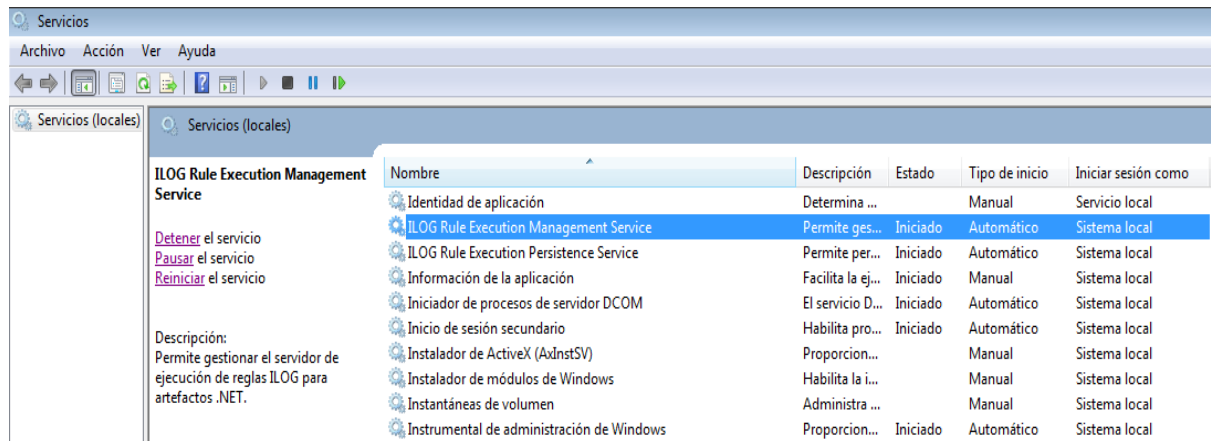 Servicios
Archivo Acción Ver Ayuda
Servicios (locales)
Servicios (locales)
ILOG Rule Execution Management
Service
Detener el servicio
Pausar el servicio
Reiniciar el servicio
Descripción:
Permite gestionar el servidor de
ejecución de reglas ILOG para
artefactos .NET.
Nombre Descripción Estado Tipo de inicio Iniciar sesión como
Identidad de aplicación Determina ... Manual Servicio local
ILOG Rule Execution Management Service Permite ges... Iniciado Automático Sistema local
ILOG Rule Execution Persistence Service Permite per... Iniciado Automático Sistema local
Información de la aplicación Facilita la ej... Iniciado Manual Sistema local
Iniciador de procesos de servidor DCOM El servicio D... Iniciado Automático Sistema local
Inicio de sesión secundario Habilita pro... Iniciado Automático Sistema local
Instalador de ActiveX (AxInstSV) Proporcion... Manual Sistema local
Instalador de módulos de Windows Habilita la i... Manual Sistema local
Instantáneas de volumen Administra ... Manual Sistema local
Instrumental de administración de Windows Proporcion... Iniciado Automático Sistema local